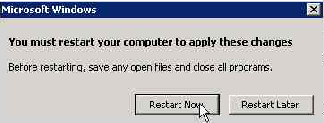 Microsoft Windows
You must restart your computer to apply these changes
Before restarting, save any open files and close all programs.
Restart Now
Restart Later